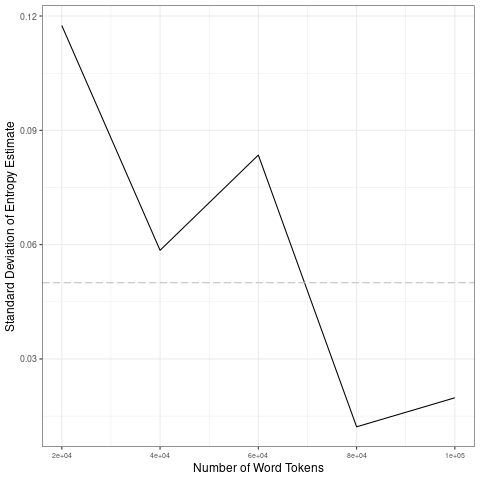 0.12
0.09
0.06
0.03
Standard Deviation of Entropy Estimate
2e+04 4e+04 6e+04 8e+04 1e+05
Number of Word Tokens